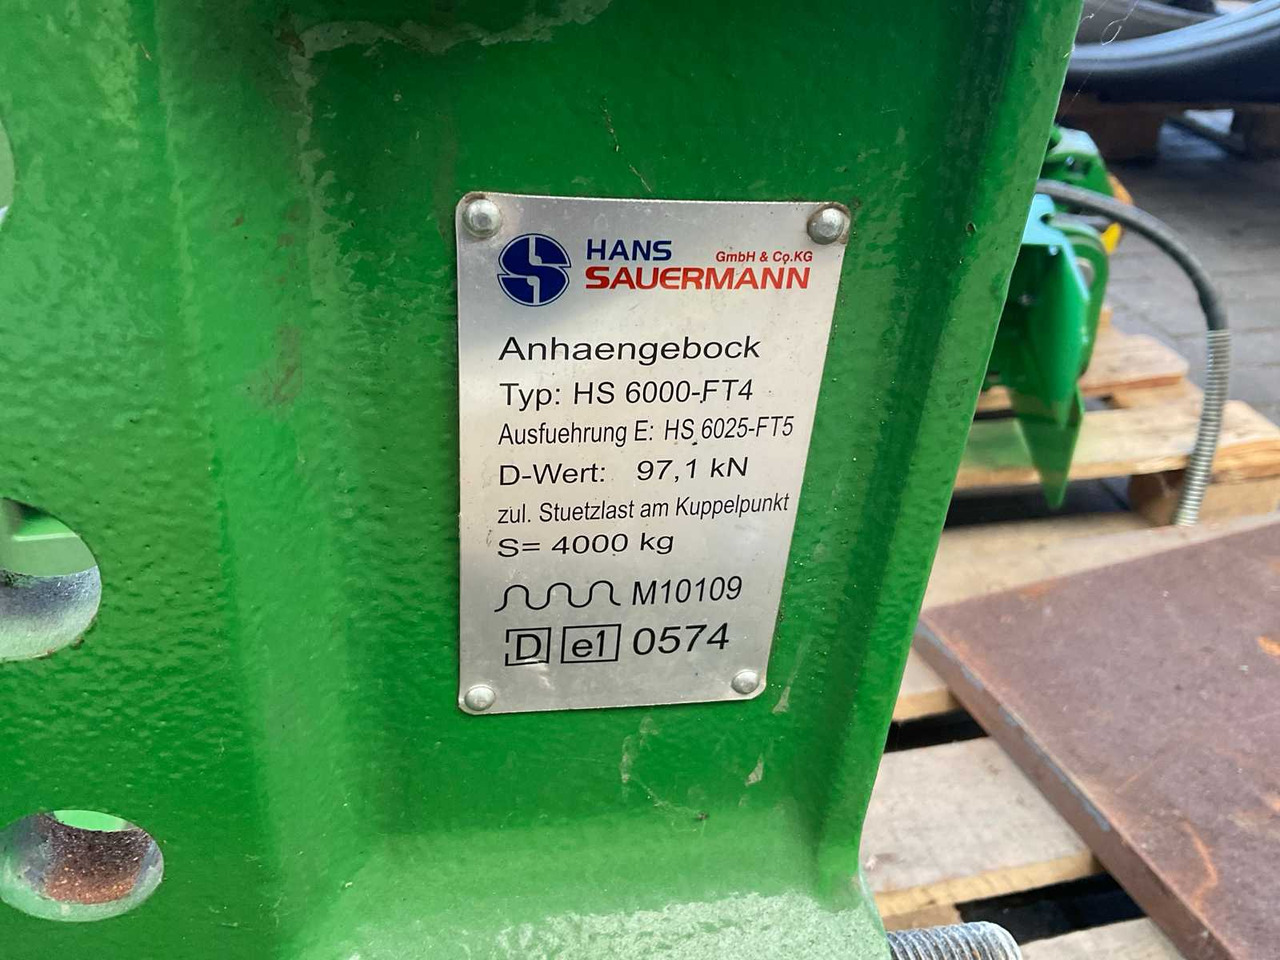 HANS
SAUERMANN GmbH & Co.KG
Anhaengebock
Typ: HS 6000-FT4
Ausfuehrung E: HS 6025-FT5
D-Wert: 97,1 kN
zul. Stuetzlast am Kuppelpunkt
S= 4000 kg
M10109
D e1 0574